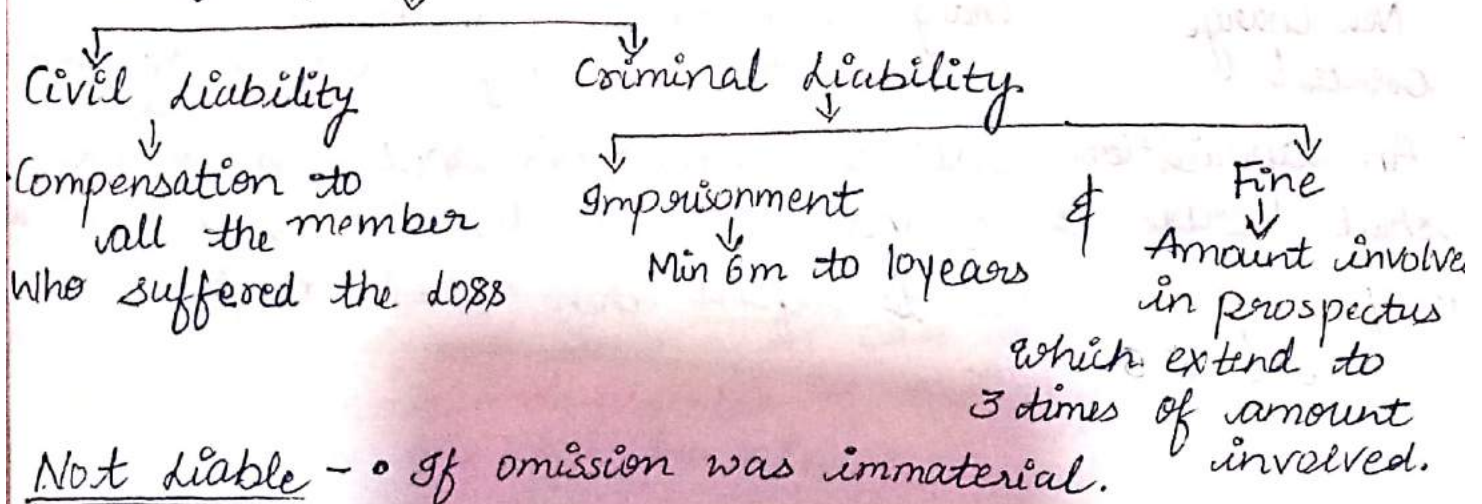 Civil Liability
Criminal Liability
Compensation to
all the member
who suffered the loss
Imprisonment
Min 6m to 10years
&
Fine
Amount involve
in prospectus
which extend to
3 times of amount
involved.
Not Liable - • If omission was immaterial.